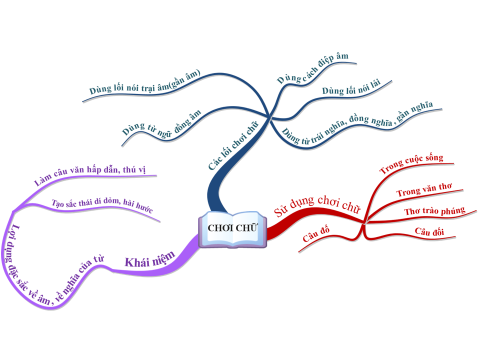 CHƠI CHỮ
Khái niệm
Lợi dụng đặc sắc về âm, về nghĩa của từ
Làm câu văn hấp dẫn, thú vị
Tạo sắc thái dí dỏm, hài hước
Các lối chơi chữ
Dùng từ ngữ đồng âm
Dùng lối nói trại âm(gần âm)
Dùng cách điệp âm
Dùng lối nói lái
Dùng từ trái nghĩa, đồng nghĩa, gần nghĩa
Sử dụng chơi chữ
Trong cuộc sống
Trong văn thơ
Thơ trào phúng
Câu đối
Câu đố